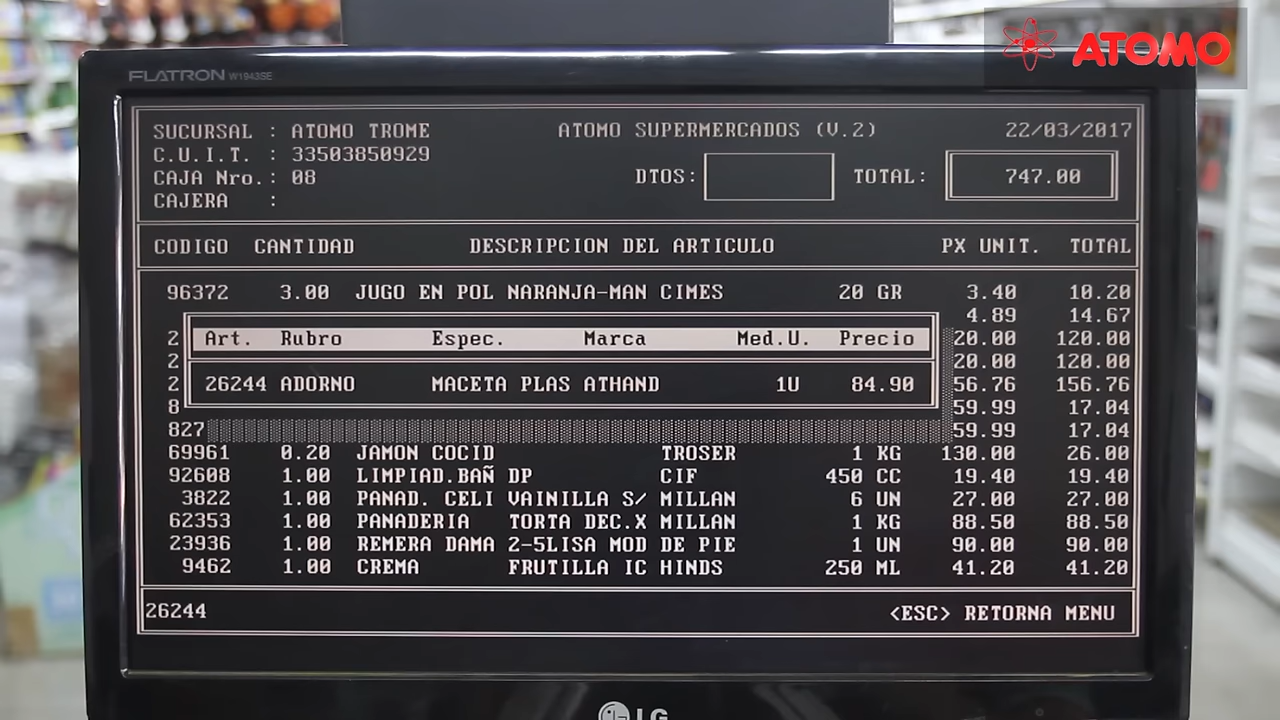 ATOMO
FLATRON W1943SE
SUCURSAL : ATOMO TROME ATOMO SUPERMERCADOS (V.2) 22/03/2017
C.U.I.T. : 33503850929
CAJA Nro.: 08 DTOS: TOTAL: 747.00
CAJERA :
CODIGO CANTIDAD DESCRIPCION DEL ARTICULO PX UNIT. TOTAL
96372 3.00 JUGO EN POL NARANJA-MAN CIMES 20 GR 3.40 10.20
4.89 14.67
2 Art. Rubro Espec. Marca Med.U. Precio 20.00 120.00
2 20.00 120.00
2 26244 ADORNO MACETA PLAS ATHAND 1U 84.90 56.76 156.76
8 59.99 17.04
827 59.99 17.04
69961 0.20 JAMON COCID TROSER 1 KG 130.00 26.00
92608 1.00 LIMPIAD.BAÑ DP CIF 450 CC 19.40 19.40
3822 1.00 PANAD. CELI VAINILLA S/ MILLAN 6 UN 27.00 27.00
62353 1.00 PANADERIA TORTA DEC.X MILLAN 1 KG 88.50 88.50
23936 1.00 REMERA DAMA 2-5LISA MOD DE PIE 1 UN 90.00 90.00
9462 1.00 CREMA FRUTILLA IC HINDS 250 ML 41.20 41.20
26244 <ESC> RETORNA MENU
LG